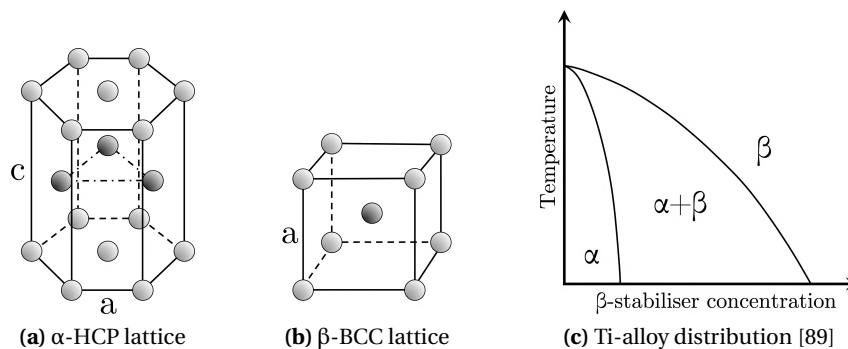 c
a
(a) α-HCP lattice
a
(b) β-BCC lattice
Temperature
β
α+β
α
β-stabiliser concentration
(c) Ti-alloy distribution [89]